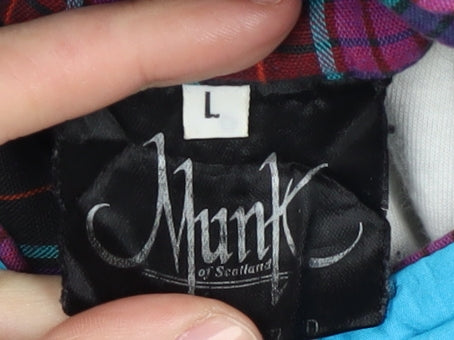 L
Munk
of Scotland